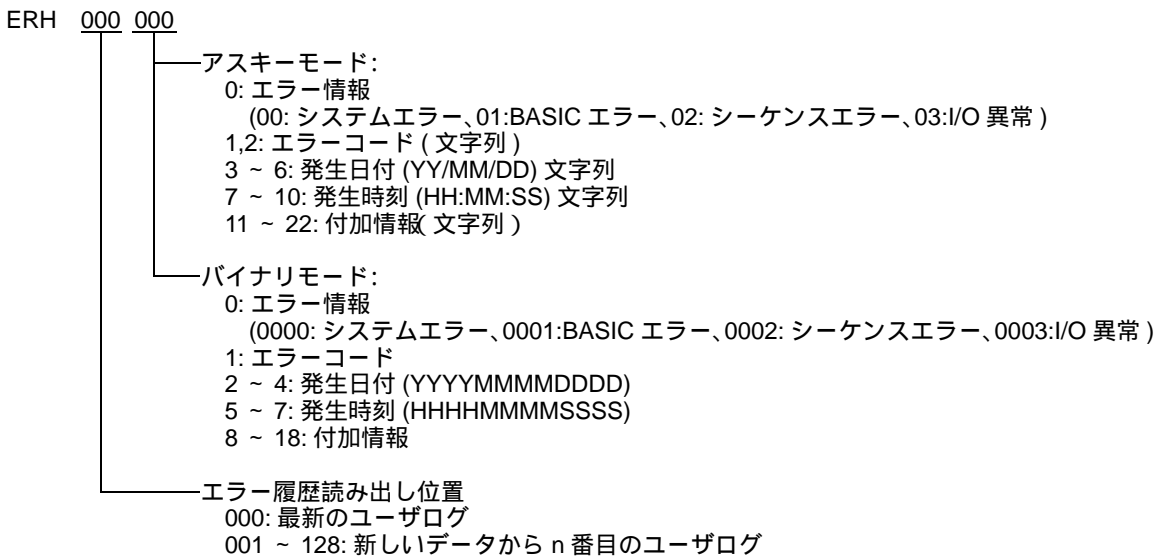 ERH 000 000
アスキーモード:
0: エラー情報
(00: システムエラー、01:BASIC エラー、02: シーケンスエラー、03:I/O 異常 )
1,2: エラーコード ( 文字列 )
3 ~ 6: 発生日付 (YY/MM/DD) 文字列
7 ~ 10: 発生時刻 (HH:MM:SS) 文字列
11 ~ 22: 付加情報( 文字列 )
バイナリモード:
0: エラー情報
(0000: システムエラー、0001:BASIC エラー、0002: シーケンスエラー、0003:I/O 異常 )
1: エラーコード
2 ~ 4: 発生日付 (YYYYMMMMDDDD)
5 ~ 7: 発生時刻 (HHHHMMMMSSSS)
8 ~ 18: 付加情報
エラー履歴読み出し位置
000: 最新のユーザログ
001 ~ 128: 新しいデータから n 番目のユーザログ